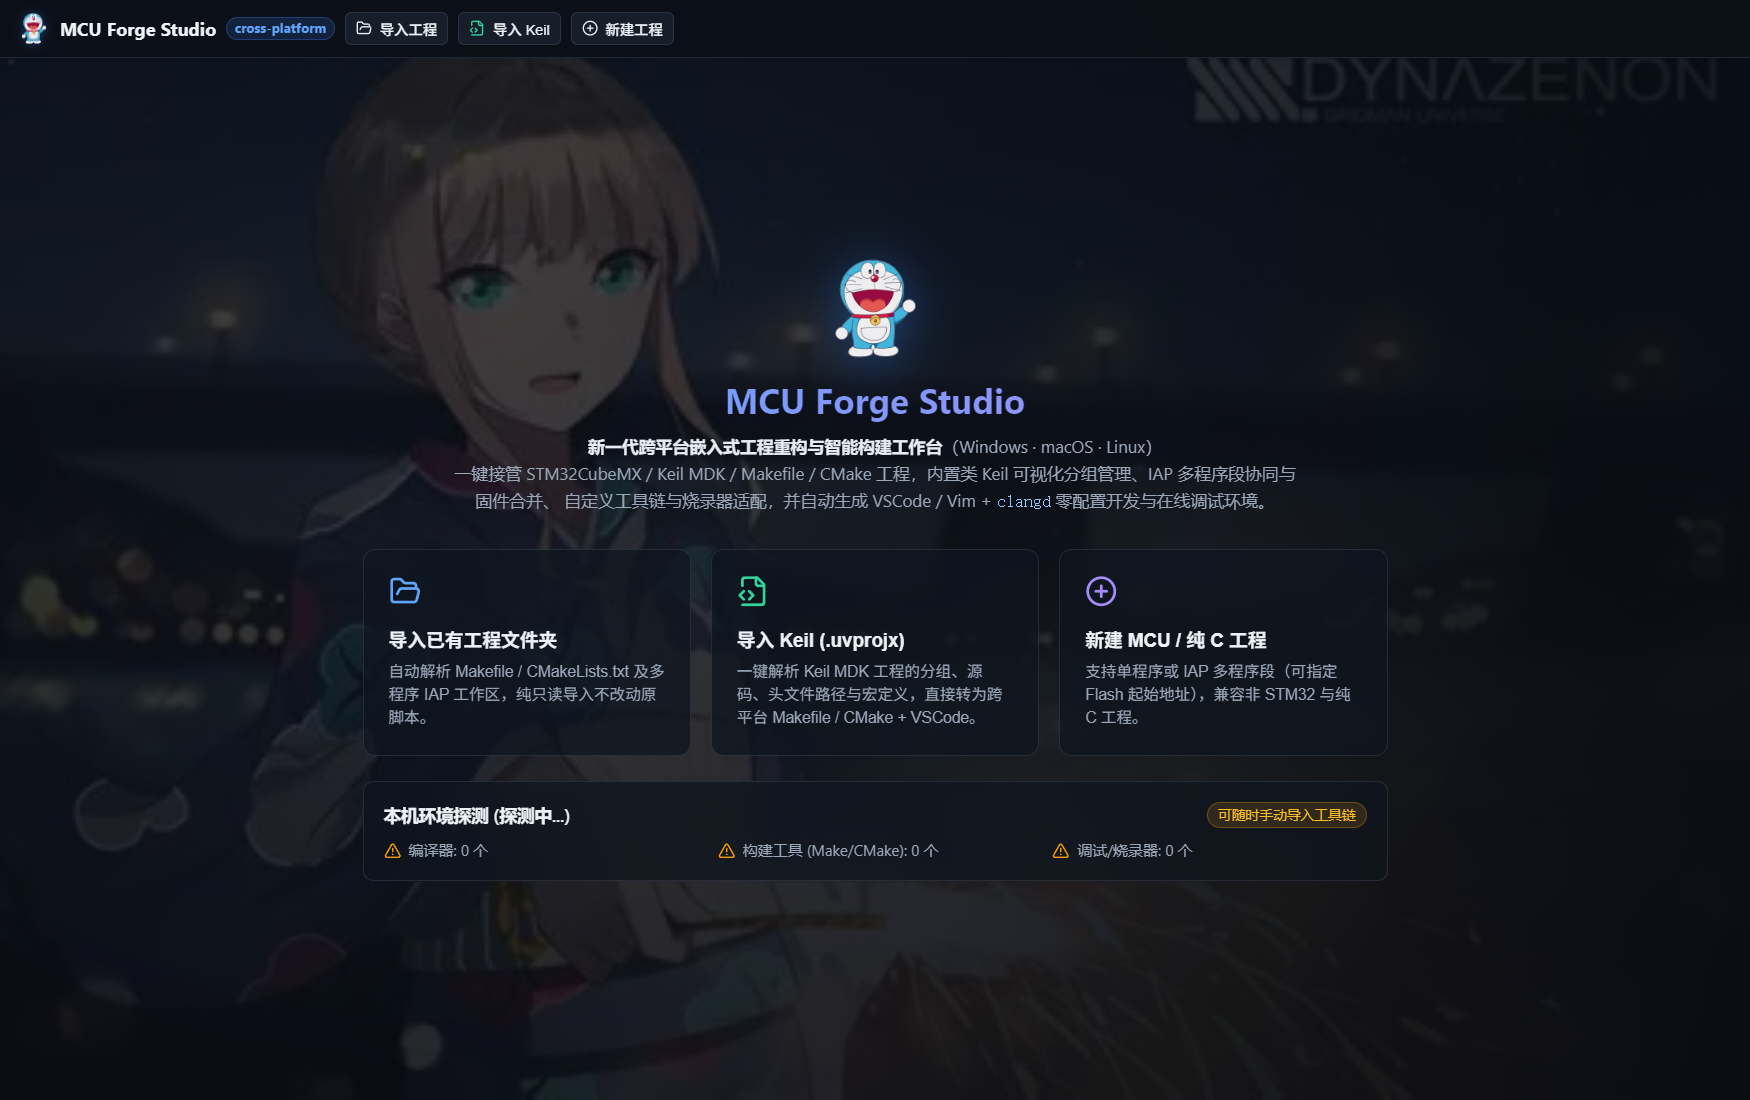 MCU Forge Studio cross-platform 导入工程 导入 Keil 新建工程
DYNAZENON
GRIDMAN UNIVERSE
MCU Forge Studio
新一代跨平台嵌入式工程重构与智能构建工作台（Windows · macOS · Linux）
一键接管 STM32CubeMX / Keil MDK / Makefile / CMake 工程，内置类 Keil 可视化分组管理、IAP 多程序段协同与
固件合并、 自定义工具链与烧录器适配，并自动生成 VSCode / Vim + clangd 零配置开发与在线调试环境。
导入已有工程文件夹
自动解析 Makefile / CMakeLists.txt 及多
程序 IAP 工作区，纯只读导入不改动原
脚本。
导入 Keil (.uvprojx)
一键解析 Keil MDK 工程的分组、源
码、头文件路径与宏定义，直接转为跨
平台 Makefile / CMake + VSCode。
新建 MCU / 纯 C 工程
支持单程序或 IAP 多程序段（可指定
Flash 起始地址），兼容非 STM32 与纯
C 工程。
本机环境探测 (探测中...)
可随时手动导入工具链
编译器: 0 个
构建工具 (Make/CMake): 0 个
调试/烧录器: 0 个